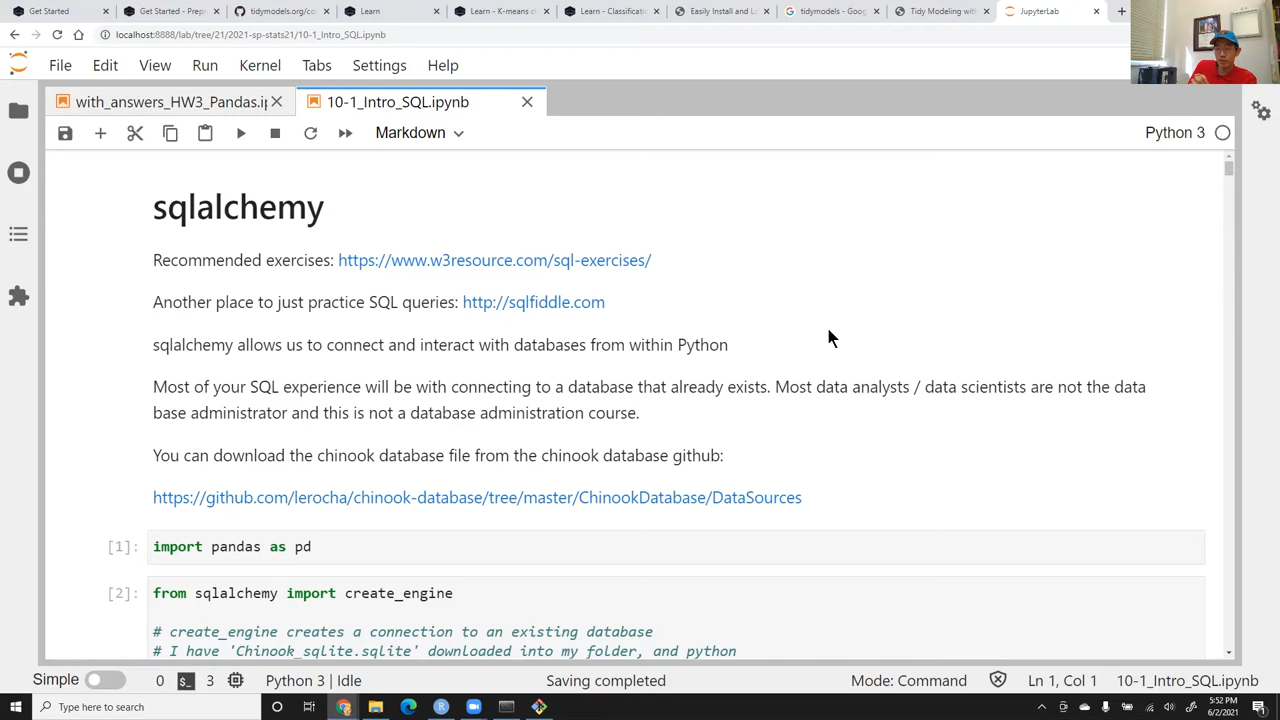 Get Started
Get Started - Prepr
tidymodels.org/co
Learn
Learn - K-means c
Learn - Classificati
Easily Install and L
tidymodels - Goog
Tidy Modeling with
JupyterLab
localhost:8888/lab/tree/21/2021-sp-stats21/10-1_Intro_SQL.ipynb
File Edit View Run Kernel Tabs Settings Help
with_answers_HW3_Pandas.ip
10-1_Intro_SQL.ipynb
Markdown
Python 3
sqlalchemy
Recommended exercises: https://www.w3resource.com/sql-exercises/
Another place to just practice SQL queries: http://sqlfiddle.com
sqlalchemy allows us to connect and interact with databases from within Python
Most of your SQL experience will be with connecting to a database that already exists. Most data analysts / data scientists are not the data
base administrator and this is not a database administration course.
You can download the chinook database file from the chinook database github:
https://github.com/lerocha/chinook-database/tree/master/ChinookDatabase/DataSources
[1]: import pandas as pd
[2]: from sqlalchemy import create_engine
# create_engine creates a connection to an existing database
# I have 'Chinook_sqlite.sqlite' downloaded into my folder, and python
Simple 0 $_ 3 Python 3 | Idle Saving completed Mode: Command Ln 1, Col 1 10-1_Intro_SQL.ipynb
Type here to search
5:52 PM
6/2/2021